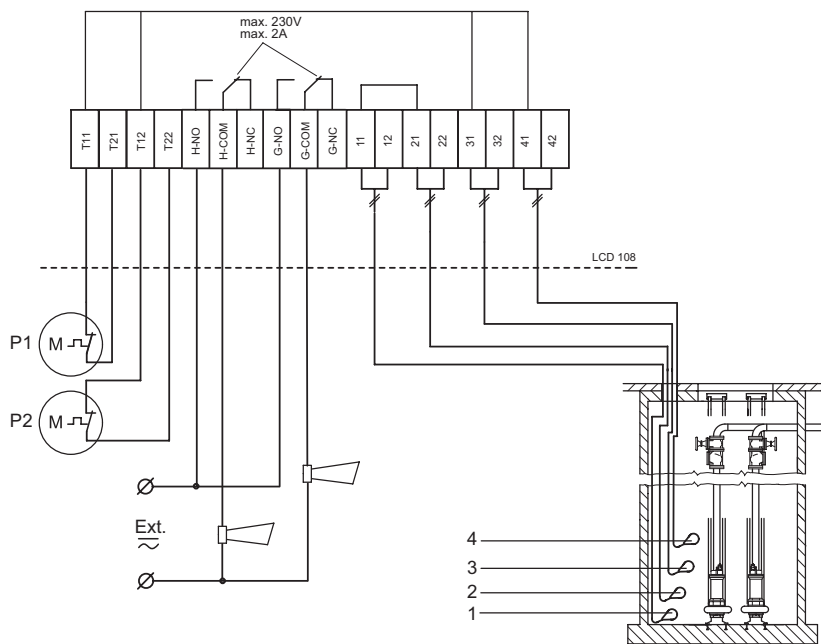 max. 230V
max. 2A
T11
T21
T12
T22
H-NO
H-COM
H-NC
G-NO
G-COM
G-NC
11
12
21
22
31
32
41
42
LCD 108
P1
M
P2
M
Ext.
4
3
2
1